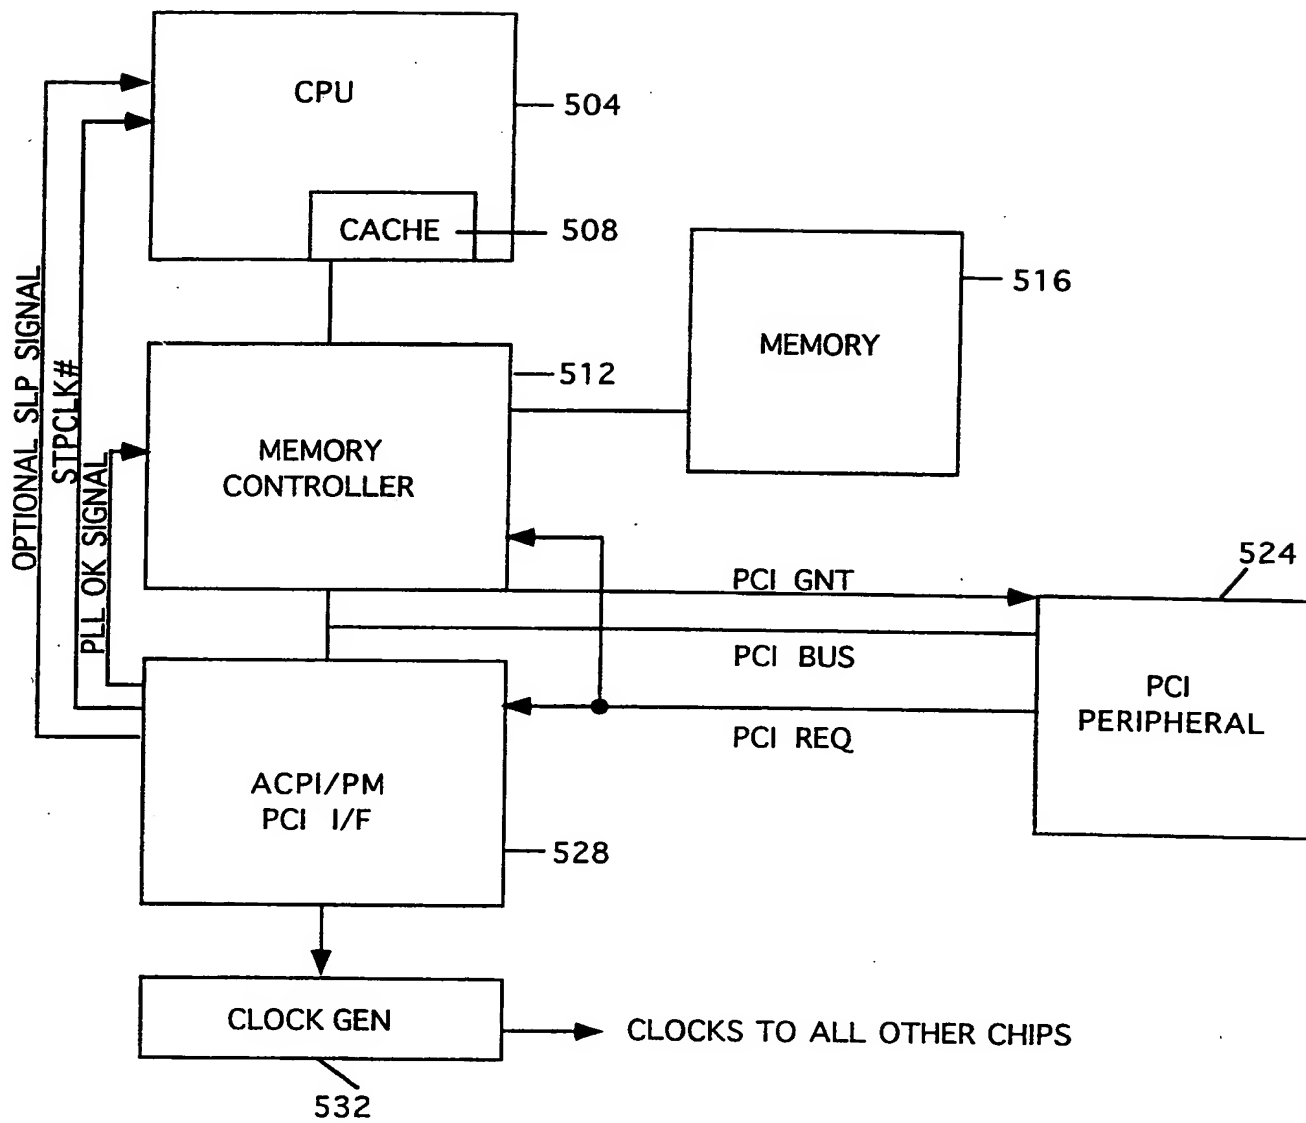 CPU
504
CACHE
508
516
MEMORY
512
MEMORY
CONTROLLER
OPTIONAL SLP SIGNAL
STPCLK#
PLL OK SIGNAL
524
PCI GNT
PCI BUS
PCI REQ
PCI
PERIPHERAL
ACPI/PM
PCI I/F
528
CLOCK GEN
CLOCKS TO ALL OTHER CHIPS
532